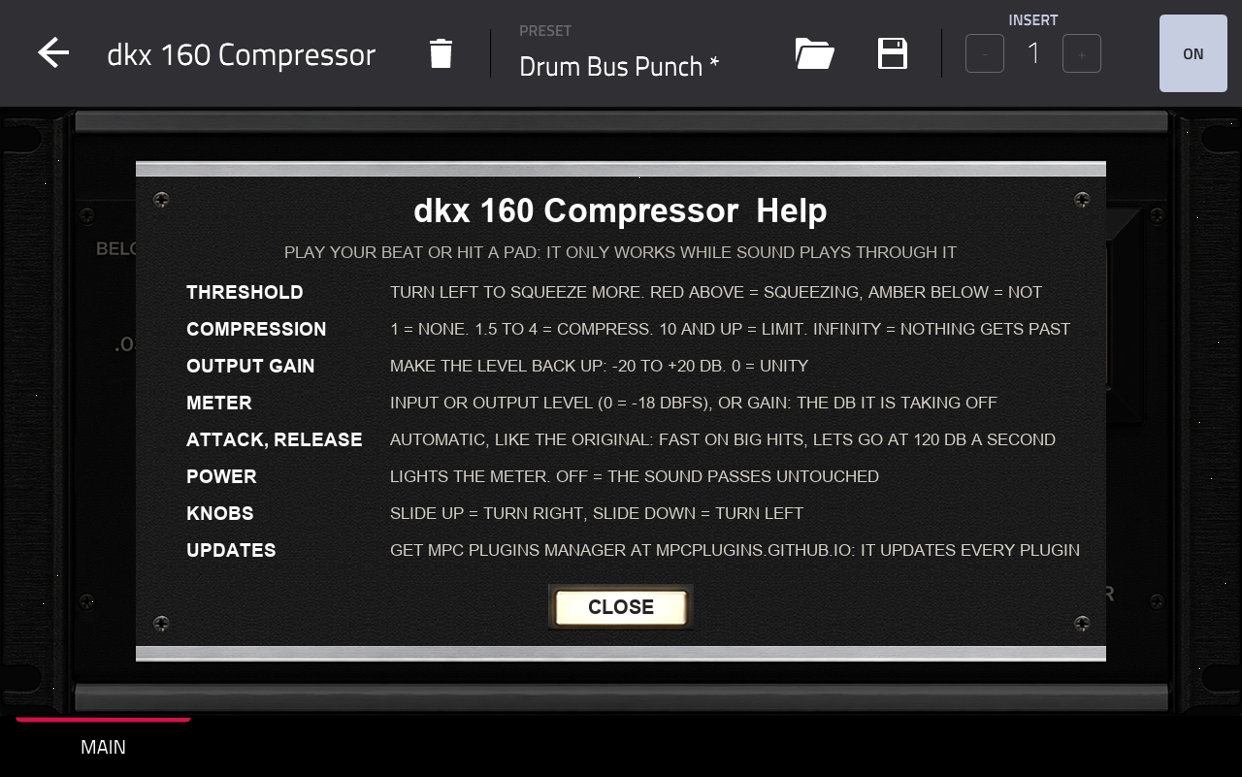 dkx 160 Compressor
PRESET
Drum Bus Punch *
INSERT
- 1 +
ON
dkx 160 Compressor Help
PLAY YOUR BEAT OR HIT A PAD: IT ONLY WORKS WHILE SOUND PLAYS THROUGH IT
THRESHOLD TURN LEFT TO SQUEEZE MORE. RED ABOVE = SQUEEZING, AMBER BELOW = NOT
COMPRESSION 1 = NONE. 1.5 TO 4 = COMPRESS. 10 AND UP = LIMIT. INFINITY = NOTHING GETS PAST
OUTPUT GAIN MAKE THE LEVEL BACK UP: -20 TO +20 DB. 0 = UNITY
METER INPUT OR OUTPUT LEVEL (0 = -18 DBFS), OR GAIN: THE DB IT IS TAKING OFF
ATTACK, RELEASE AUTOMATIC, LIKE THE ORIGINAL: FAST ON BIG HITS, LETS GO AT 120 DB A SECOND
POWER LIGHTS THE METER. OFF = THE SOUND PASSES UNTOUCHED
KNOBS SLIDE UP = TURN RIGHT, SLIDE DOWN = TURN LEFT
UPDATES GET MPC PLUGINS MANAGER AT MPCPLUGINS.GITHUB.IO: IT UPDATES EVERY PLUGIN
CLOSE
MAIN